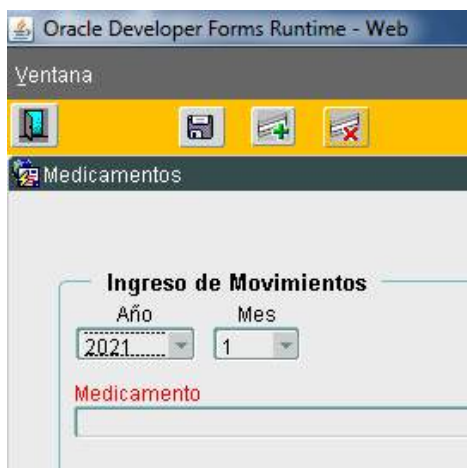 Oracle Developer Forms Runtime - Web
Ventana
Medicamentos
Ingreso de Movimientos
Año Mes
2021 1
Medicamento